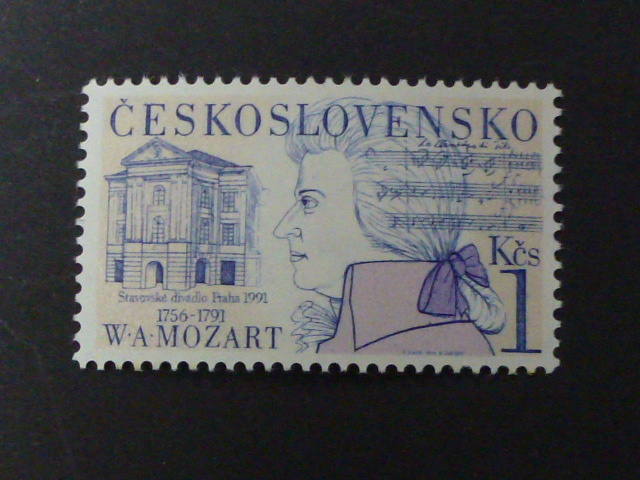 ČESKOSLOVENSKO
Kčs
1
Stavovské divadlo Praha 1991
1756-1791
W·A·MOZART